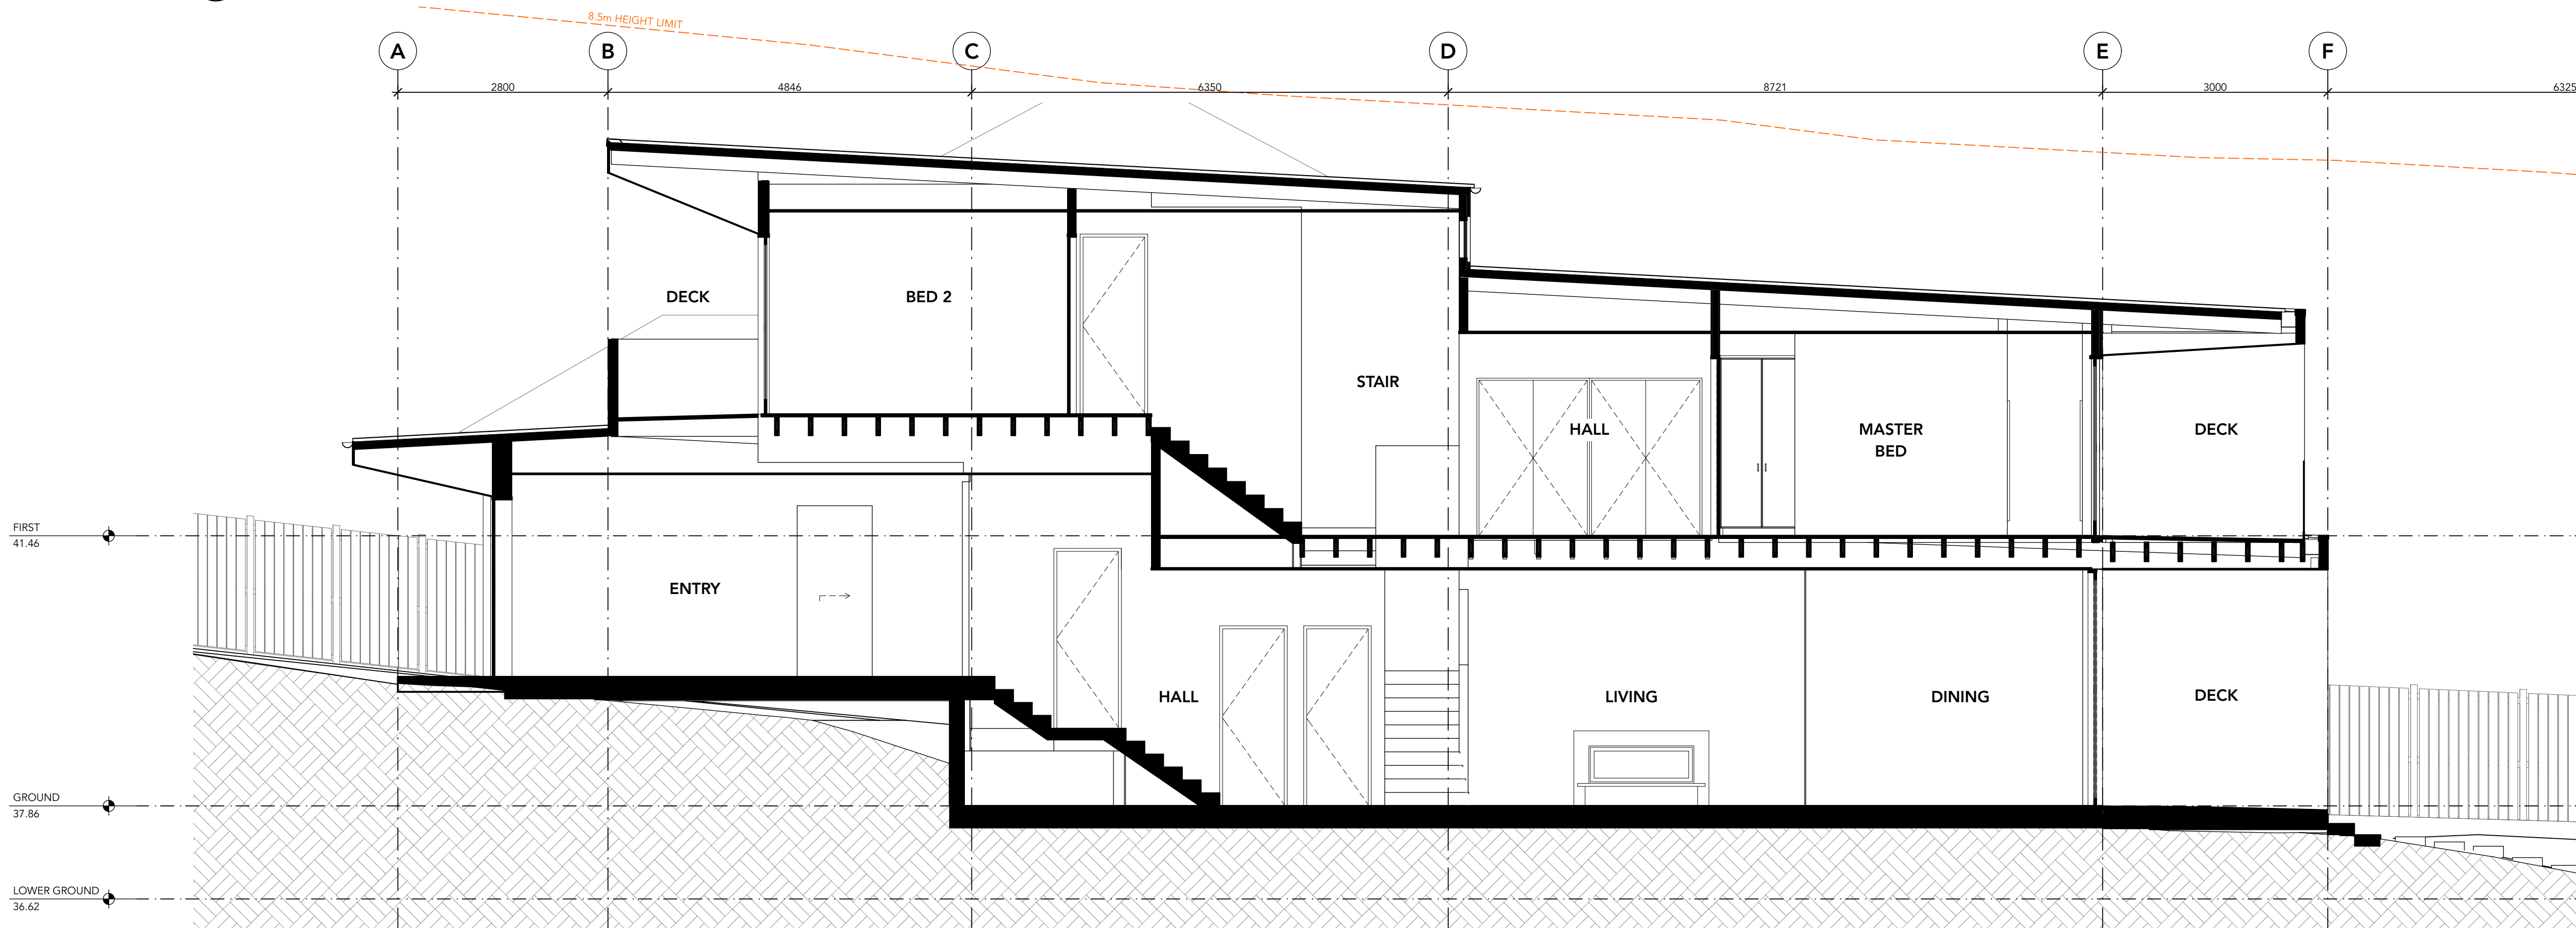 8.5m HEIGHT LIMIT
A B C D E F
2800 4846 6350 8721 3000 6325
DECK
BED 2
STAIR
HALL
MASTER
BED
DECK
FIRST
41.46
ENTRY
HALL
LIVING
DINING
DECK
GROUND
37.86
LOWER GROUND
36.62